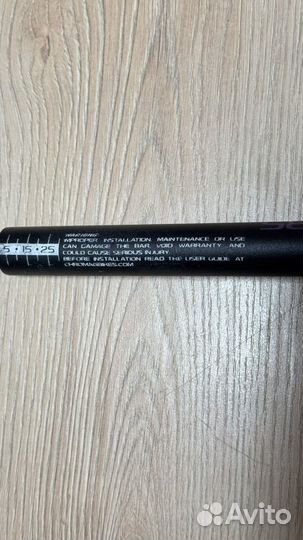 WARNING:
IMPROPER INSTALLATION, MAINTENANCE OR USE
CAN DAMAGE THE BAR, VOID WARRANTY AND
COULD CAUSE SERIOUS INJURY.
BEFORE INSTALLATION READ THE USER GUIDE AT
CHROMAGBIKES.COM
5 • 15 • 25
Avito